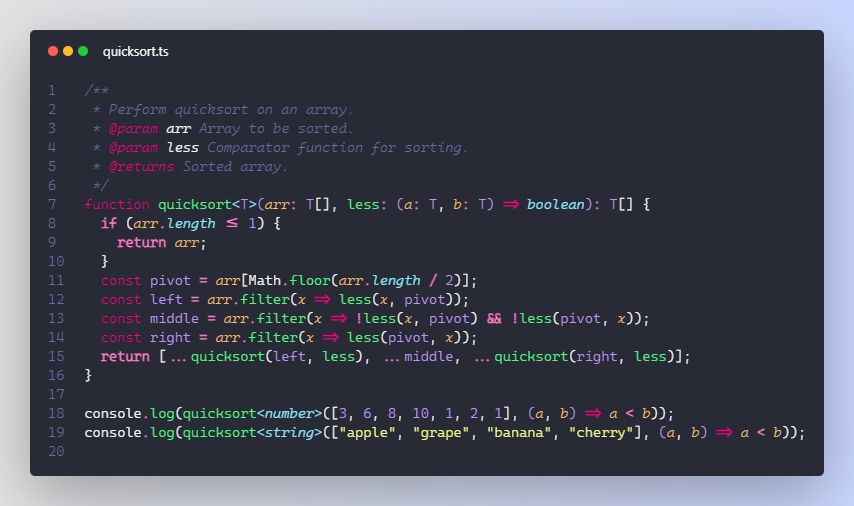 quicksort.ts
1 /**
2  * Perform quicksort on an array.
3  * @param arr Array to be sorted.
4  * @param less Comparator function for sorting.
5  * @returns Sorted array.
6  */
7 function quicksort<T>(arr: T[], less: (a: T, b: T) => boolean): T[] {
8   if (arr.length <= 1) {
9     return arr;
10   }
11   const pivot = arr[Math.floor(arr.length / 2)];
12   const left = arr.filter(x => less(x, pivot));
13   const middle = arr.filter(x => !less(x, pivot) && !less(pivot, x));
14   const right = arr.filter(x => less(pivot, x));
15   return [...quicksort(left, less), ...middle, ...quicksort(right, less)];
16 }
17
18 console.log(quicksort<number>([3, 6, 8, 10, 1, 2, 1], (a, b) => a < b));
19 console.log(quicksort<string>(["apple", "grape", "banana", "cherry"], (a, b) => a < b));
20